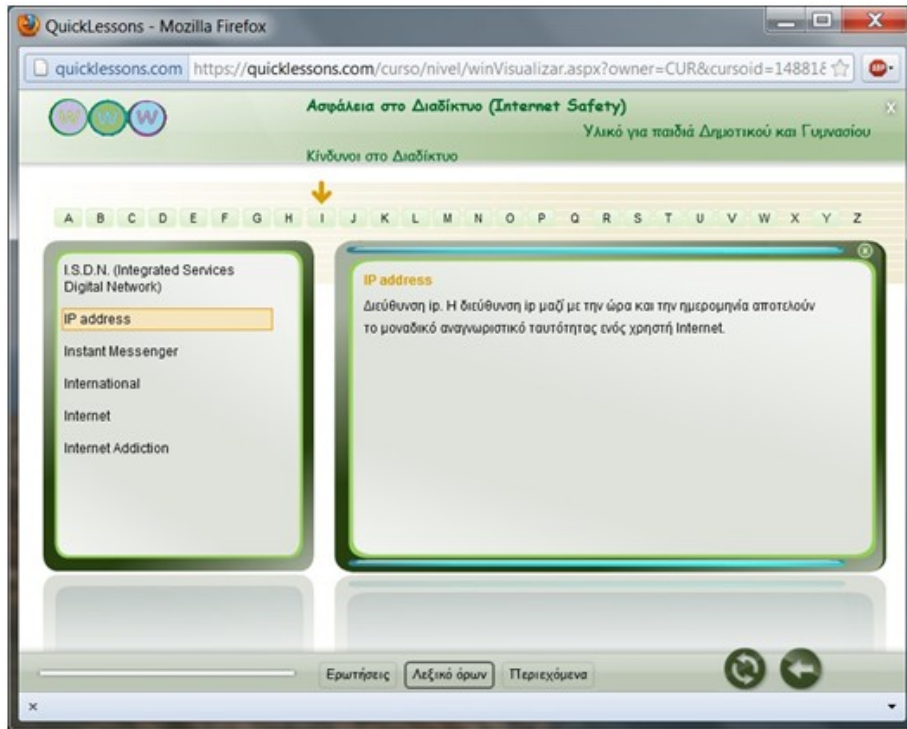 QuickLessons - Mozilla Firefox
quicklessons.com https://quicklessons.com/curso/nivel/winVisualizar.aspx?owner=CUR&cursoid=148818
ABP
www
Ασφάλεια στο Διαδίκτυο (Internet Safety)
Υλικό για παιδιά Δημοτικού και Γυμνασίου
Κίνδυνοι στο Διαδίκτυο
A B C D E F G H I J K L M N O P Q R S T U V W X Y Z
I.S.D.N. (Integrated Services
Digital Network)
IP address
Instant Messenger
International
Internet
Internet Addiction
IP address
Διεύθυνση ip. Η διεύθυνση ip μαζί με την ώρα και την ημερομηνία αποτελούν
το μοναδικό αναγνωριστικό ταυτότητας ενός χρηστή Internet.
Ερωτήσεις Λεξικό όρων Περιεχόμενα